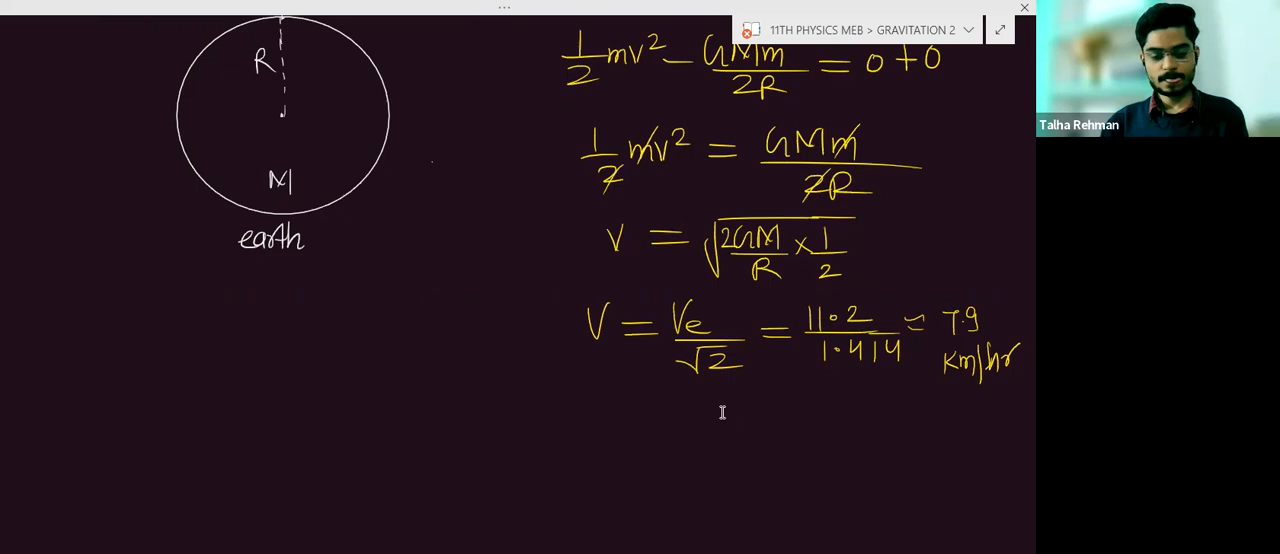 11TH PHYSICS MEB > GRAVITATION 2
Talha Rehman
R
M
earth
1/2 mv² - GMm/2R = 0 + 0
1/2 mv² = GMm/2R
V = √(2GM/R × 1/2)
V = Ve/√2 = 11.2/1.414 ≃ 7.9
Km/hr